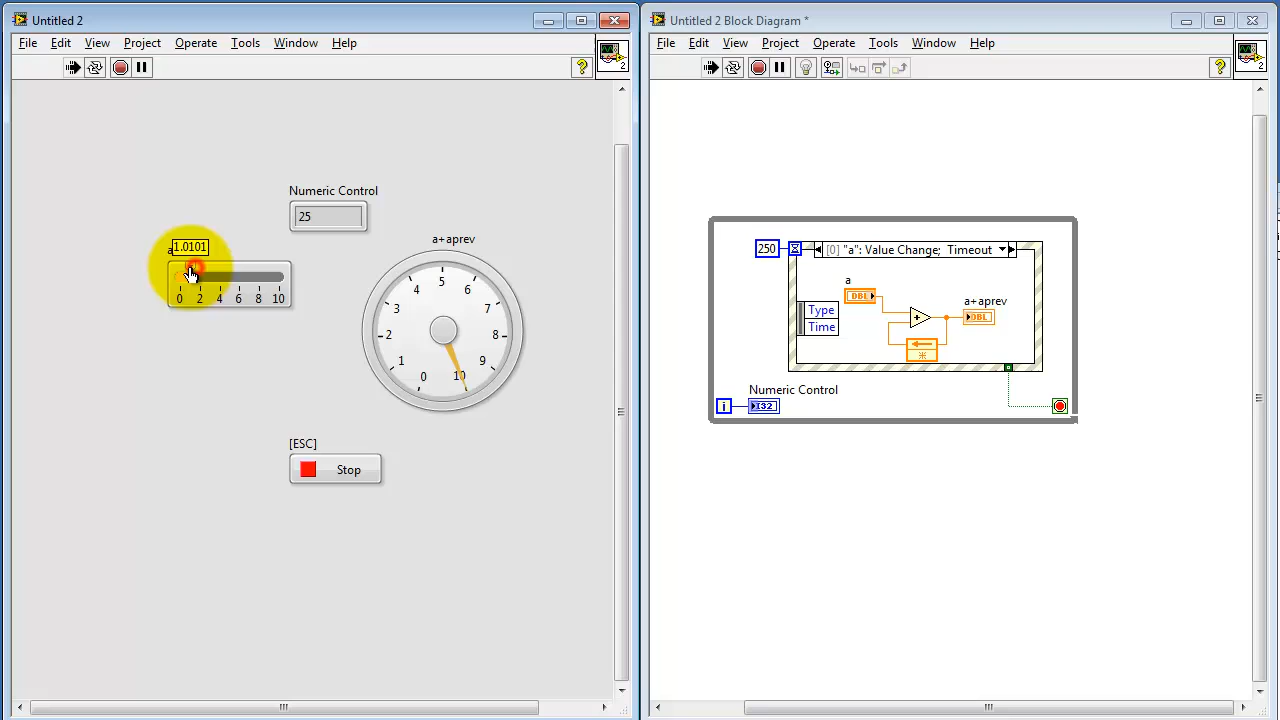 Untitled 2
File Edit View Project Operate Tools Window Help
2
Numeric Control
25
a
1.0101
0 2 4 6 8 10
a+aprev
0 1 2 3 4 5 6 7 8 9 10
[ESC]
Stop
Untitled 2 Block Diagram *
File Edit View Project Operate Tools Window Help
2
250
[0] "a": Value Change; Timeout
a
DBL
Type
Time
a+aprev
DBL
Numeric Control
i
I32